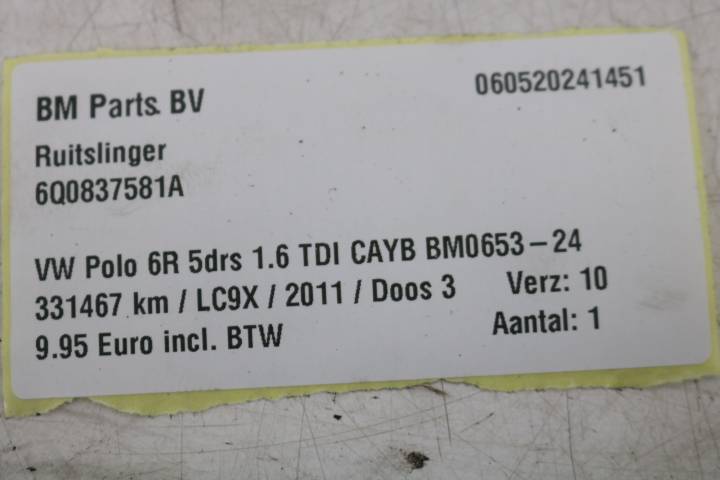 BM Parts BV 060520241451
Ruitslinger
6Q0837581A
VW Polo 6R 5drs 1.6 TDI CAYB BM0653-24
331467 km / LC9X / 2011 / Doos 3 Verz: 10
9.95 Euro incl. BTW Aantal: 1